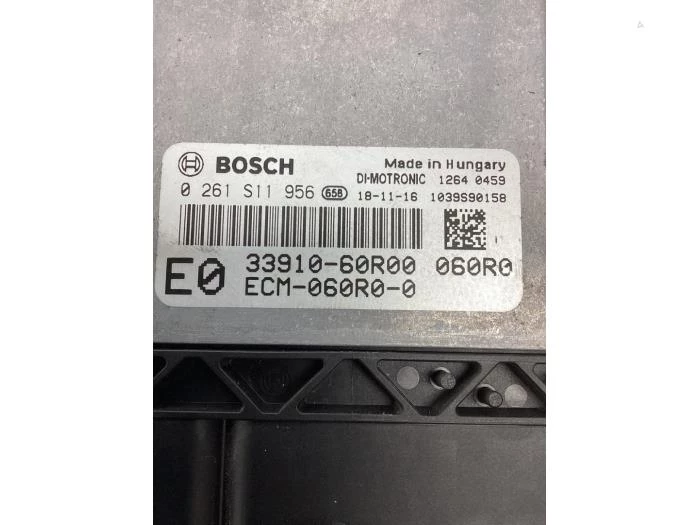 BOSCH Made in Hungary
DI-MOTRONIC 1264 0459
0 261 S11 956 658 18-11-16 1039S90158
E0 33910-60R00 060R0
ECM-060R0-0